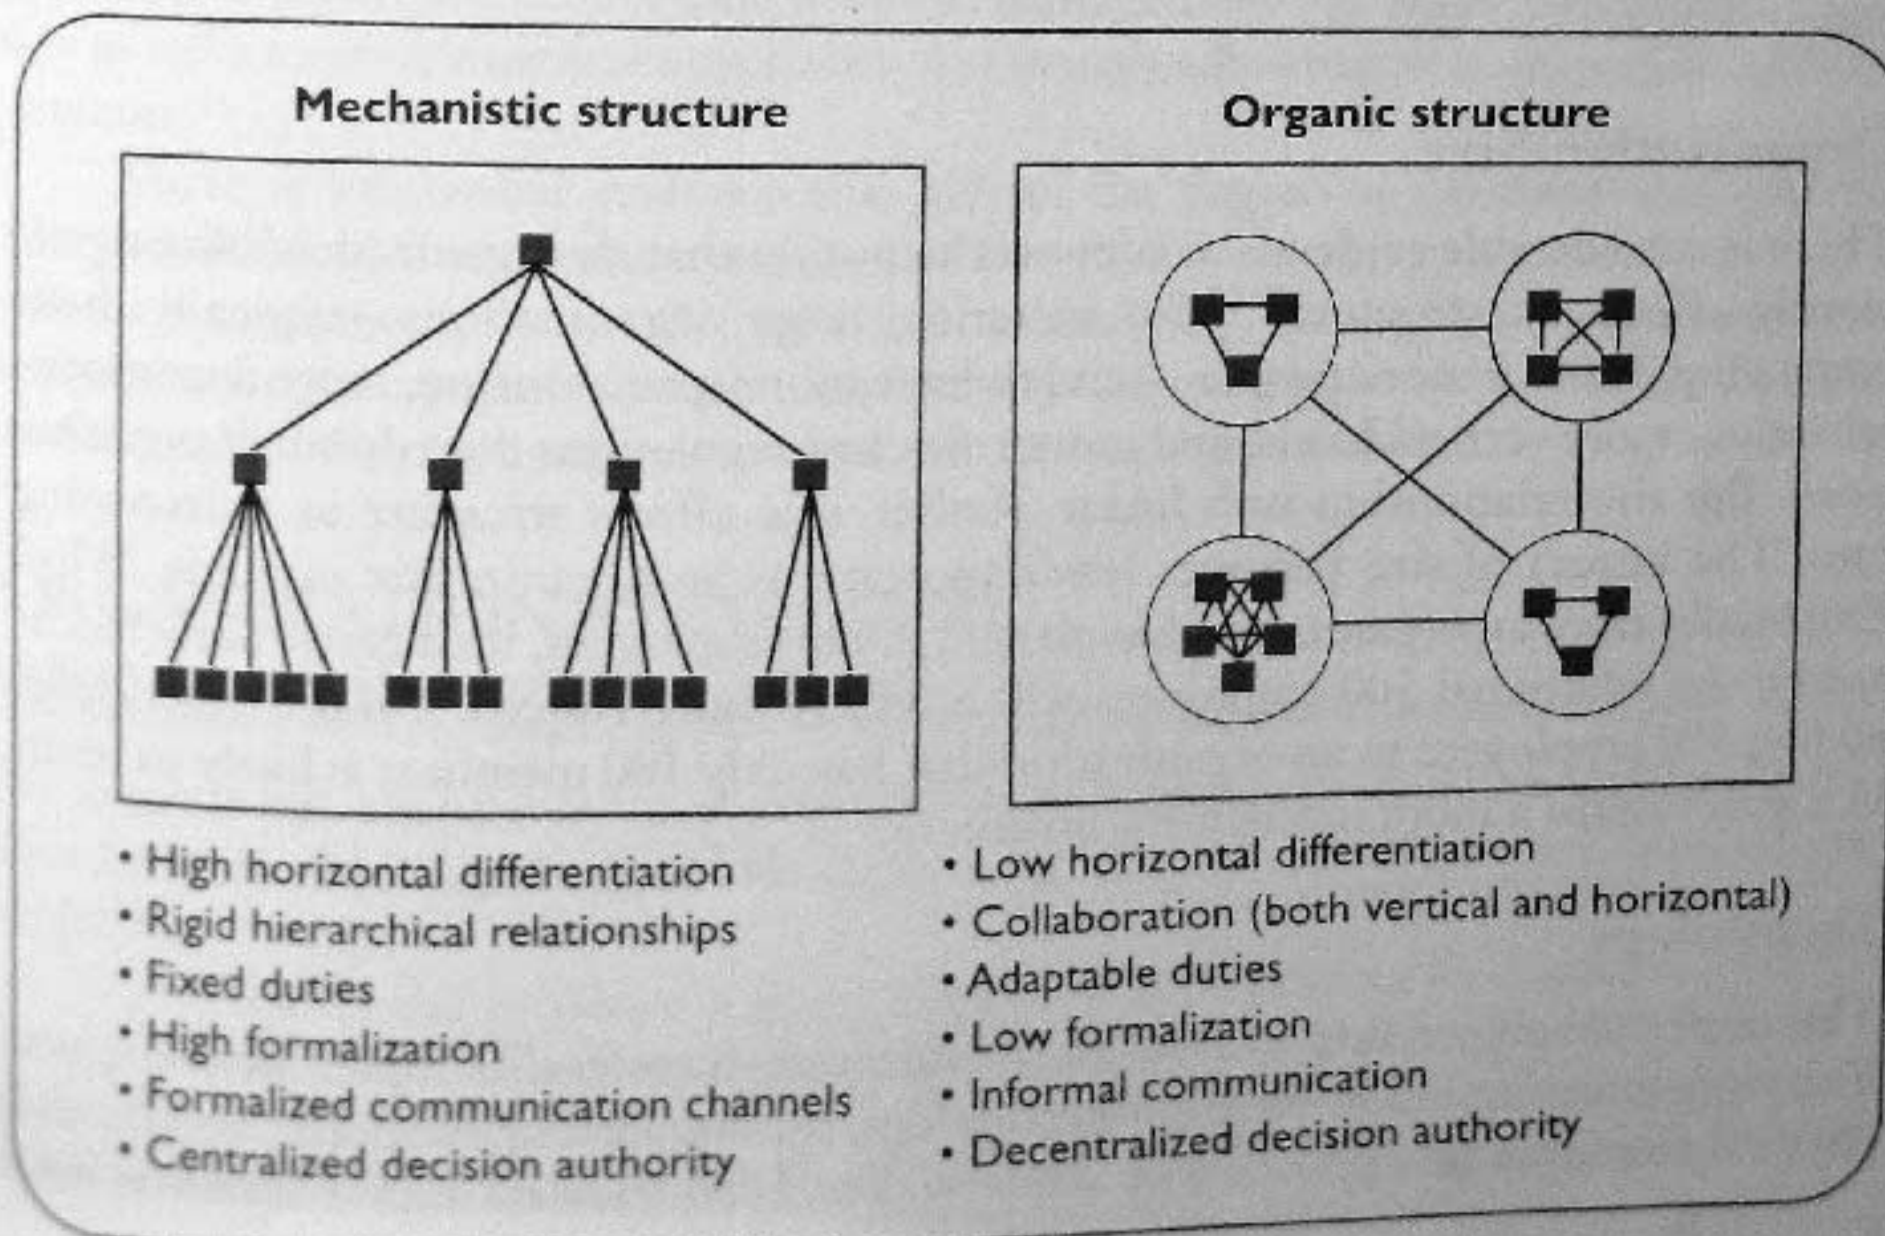 Mechanistic structure
• High horizontal differentiation
• Rigid hierarchical relationships
• Fixed duties
• High formalization
• Formalized communication channels
• Centralized decision authority
Organic structure
• Low horizontal differentiation
• Collaboration (both vertical and horizontal)
• Adaptable duties
• Low formalization
• Informal communication
• Decentralized decision authority